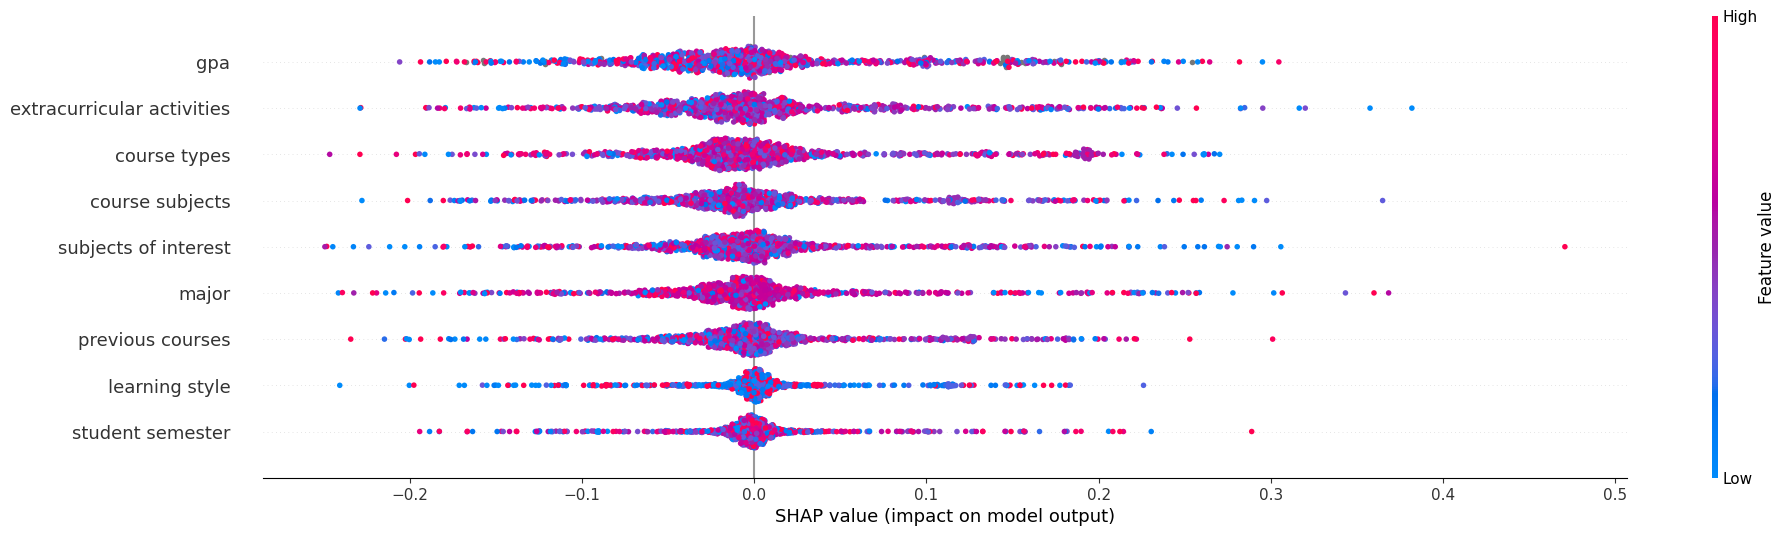 High
gpa
extracurricular activities
course types
course subjects
subjects of interest
major
previous courses
learning style
student semester
Feature value
Low
−0.2 −0.1 0.0 0.1 0.2 0.3 0.4 0.5
SHAP value (impact on model output)